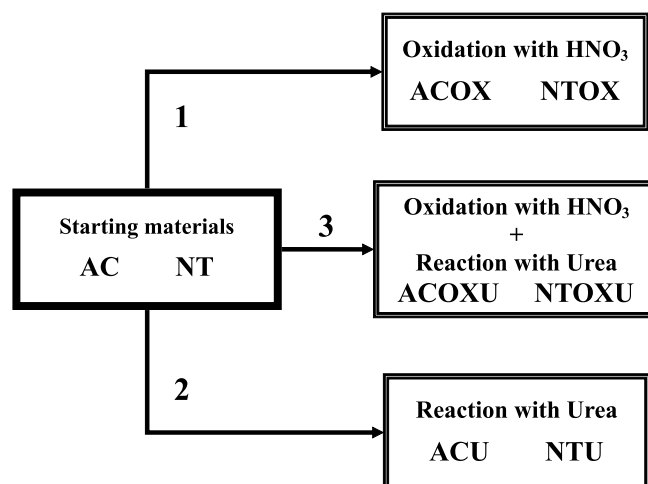 Oxidation with HNO₃
ACOX NTOX
1
Oxidation with HNO₃
+
Reaction with Urea
ACOXU NTOXU
3
Starting materials
AC NT
2
Reaction with Urea
ACU NTU